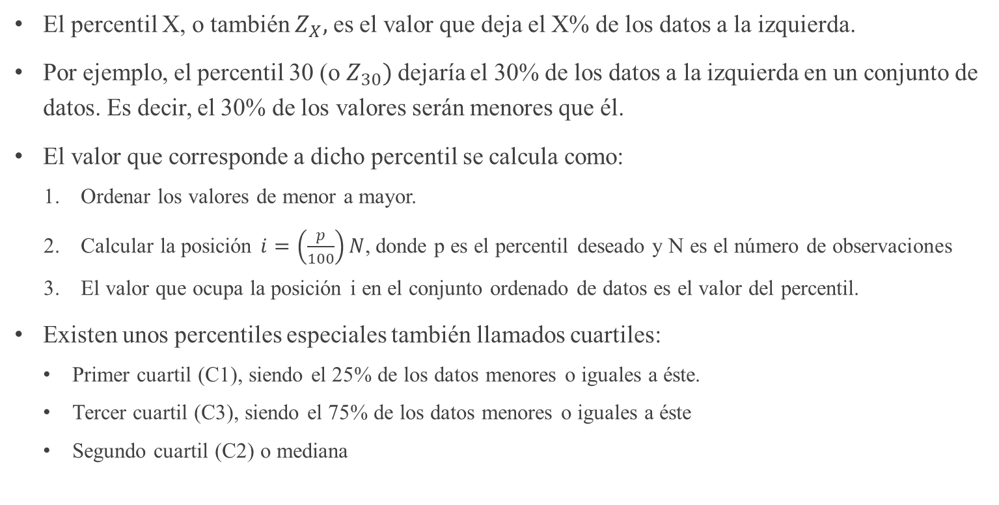 • El percentil X, o también Z_X, es el valor que deja el X% de los datos a la izquierda.
• Por ejemplo, el percentil 30 (o Z_30) dejaría el 30% de los datos a la izquierda en un conjunto de
datos. Es decir, el 30% de los valores serán menores que él.
• El valor que corresponde a dicho percentil se calcula como:
1. Ordenar los valores de menor a mayor.
2. Calcular la posición i = (p/100) N, donde p es el percentil deseado y N es el número de observaciones
3. El valor que ocupa la posición i en el conjunto ordenado de datos es el valor del percentil.
• Existen unos percentiles especiales también llamados cuartiles:
• Primer cuartil (C1), siendo el 25% de los datos menores o iguales a éste.
• Tercer cuartil (C3), siendo el 75% de los datos menores o iguales a éste
• Segundo cuartil (C2) o mediana